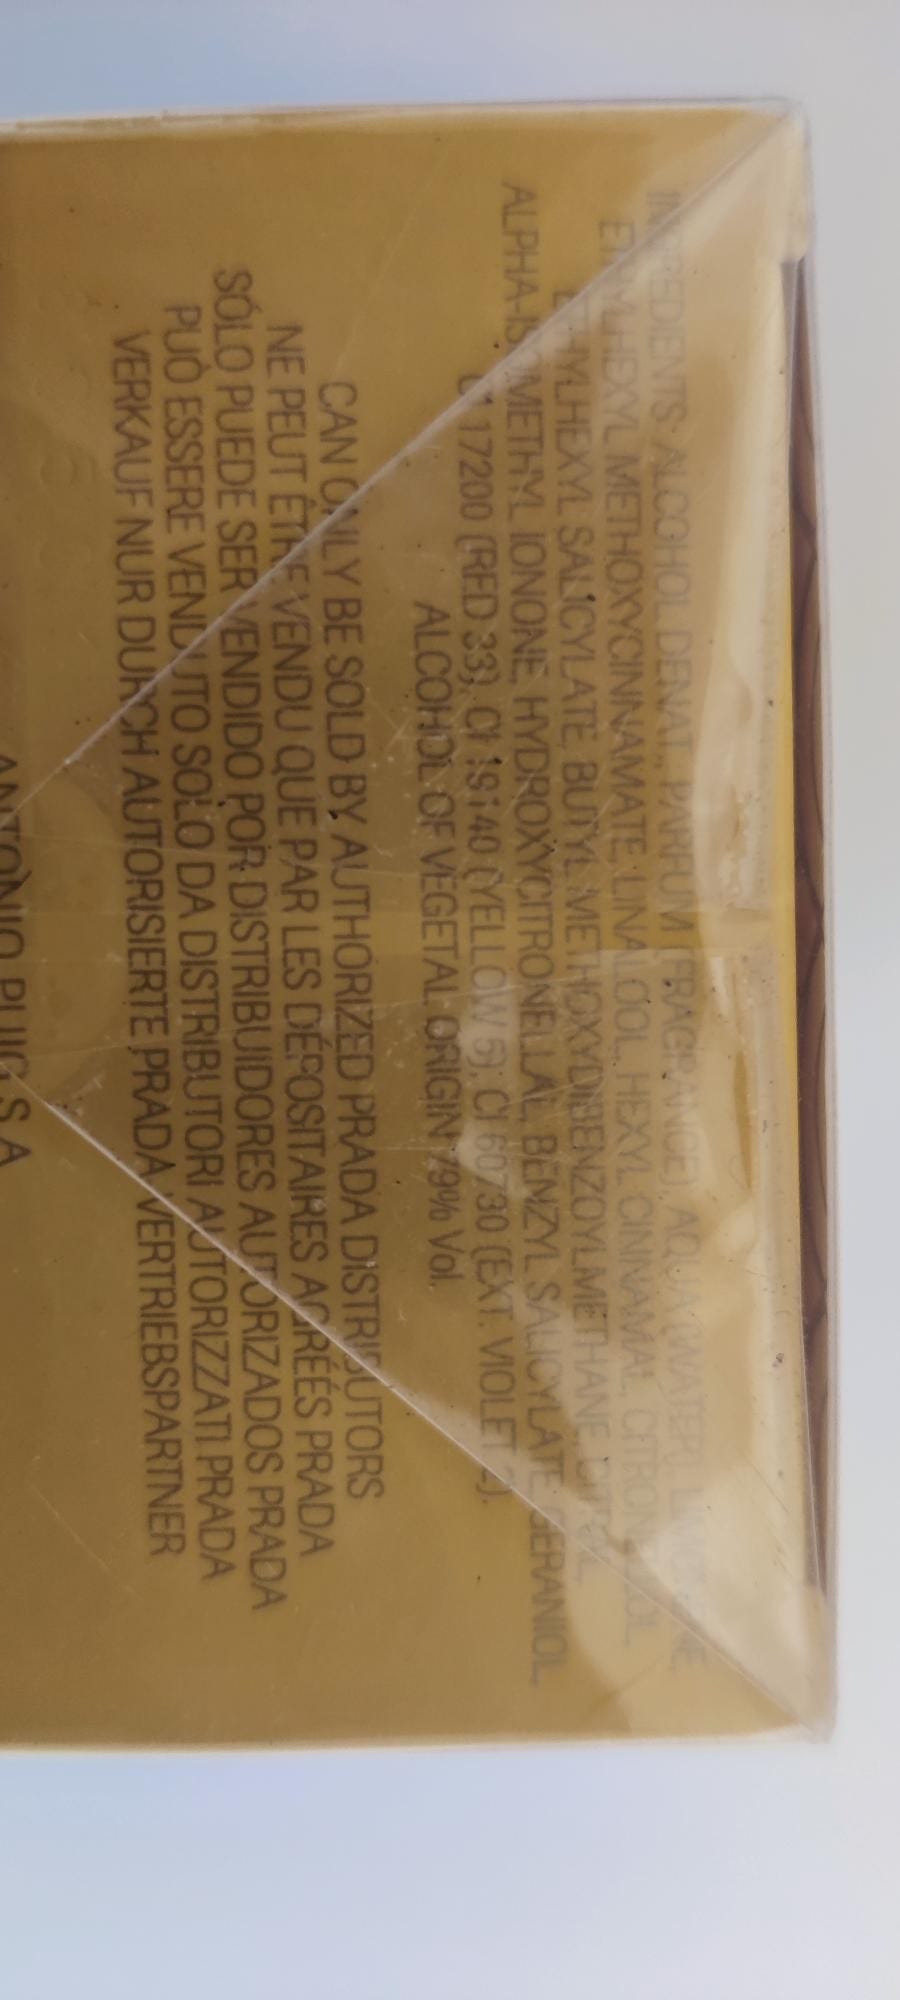 INGREDIENTS: ALCOHOL DENAT., PARFUM (FRAGRANCE), AQUA (WATER), LIMONENE,
ETHYLHEXYL METHOXYCINNAMATE, LINALOOL, HEXYL CINNAMAL, CITRONELLOL,
ETHYLHEXYL SALICYLATE, BUTYL METHOXYDIBENZOYLMETHANE, CITRAL,
ALPHA-ISOMETHYL IONONE, HYDROXYCITRONELLAL, BENZYL SALICYLATE, GERANIOL,
CI 17200 (RED 33), CI 19140 (YELLOW 5), CI 60730 (EXT. VIOLET 2).
ALCOHOL OF VEGETAL ORIGIN 79% Vol.
CAN ONLY BE SOLD BY AUTHORIZED PRADA DISTRIBUTORS
NE PEUT ÊTRE VENDU QUE PAR LES DÉPOSITAIRES AGRÉÉS PRADA
SÓLO PUEDE SER VENDIDO POR DISTRIBUIDORES AUTORIZADOS PRADA
PUÒ ESSERE VENDUTO SOLO DA DISTRIBUTORI AUTORIZZATI PRADA
VERKAUF NUR DURCH AUTORISIERTE PRADA VERTRIEBSPARTNER
ANTONIO PUIG S.A